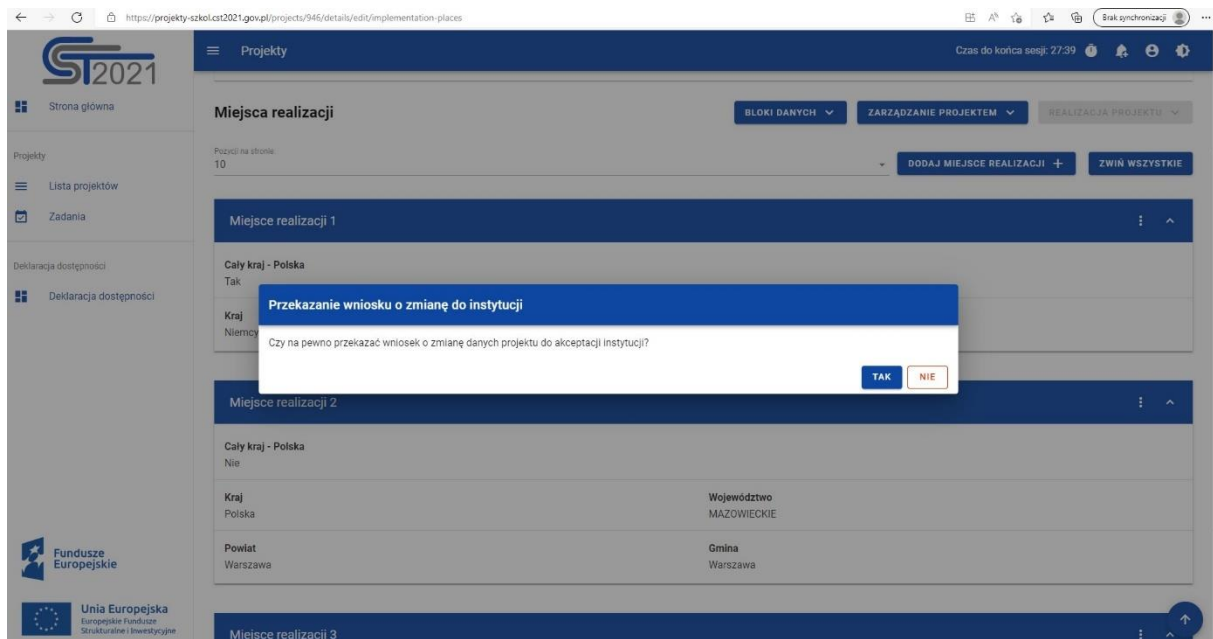 https://projekty-szkol.cst2021.gov.pl/projects/946/details/edit/implementation-places
Brak synchronizacji
ST2021
Projekty
Czas do końca sesji: 27:39
Strona główna
Projekty
Lista projektów
Zadania
Deklaracja dostępności
Deklaracja dostępności
Miejsca realizacji
BLOKI DANYCH
ZARZĄDZANIE PROJEKTEM
REALIZACJA PROJEKTU
Pozycji na stronie
10
DODAJ MIEJSCE REALIZACJI +
ZWIŃ WSZYSTKIE
Miejsce realizacji 1
Cały kraj - Polska
Tak
Kraj
Niemcy
Przekazanie wniosku o zmianę do instytucji
Czy na pewno przekazać wniosek o zmianę danych projektu do akceptacji instytucji?
TAK
NIE
Miejsce realizacji 2
Cały kraj - Polska
Nie
Kraj
Województwo
Polska
MAZOWIECKIE
Powiat
Gmina
Warszawa
Warszawa
Miejsce realizacji 3
Fundusze
Europejskie
Unia Europejska
Europejskie Fundusze
Strukturalne i Inwestycyjne